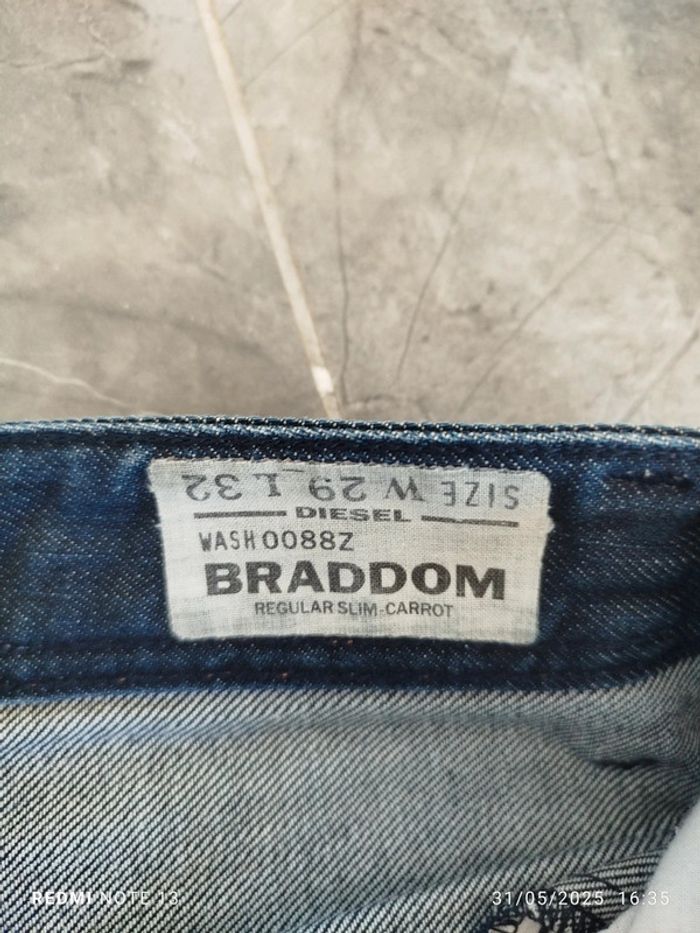 SIZE W 29 L 32
DIESEL
WASH 0088Z
BRADDOM
REGULAR SLIM-CARROT
REDMI NOTE 13
31/05/2025 16:35